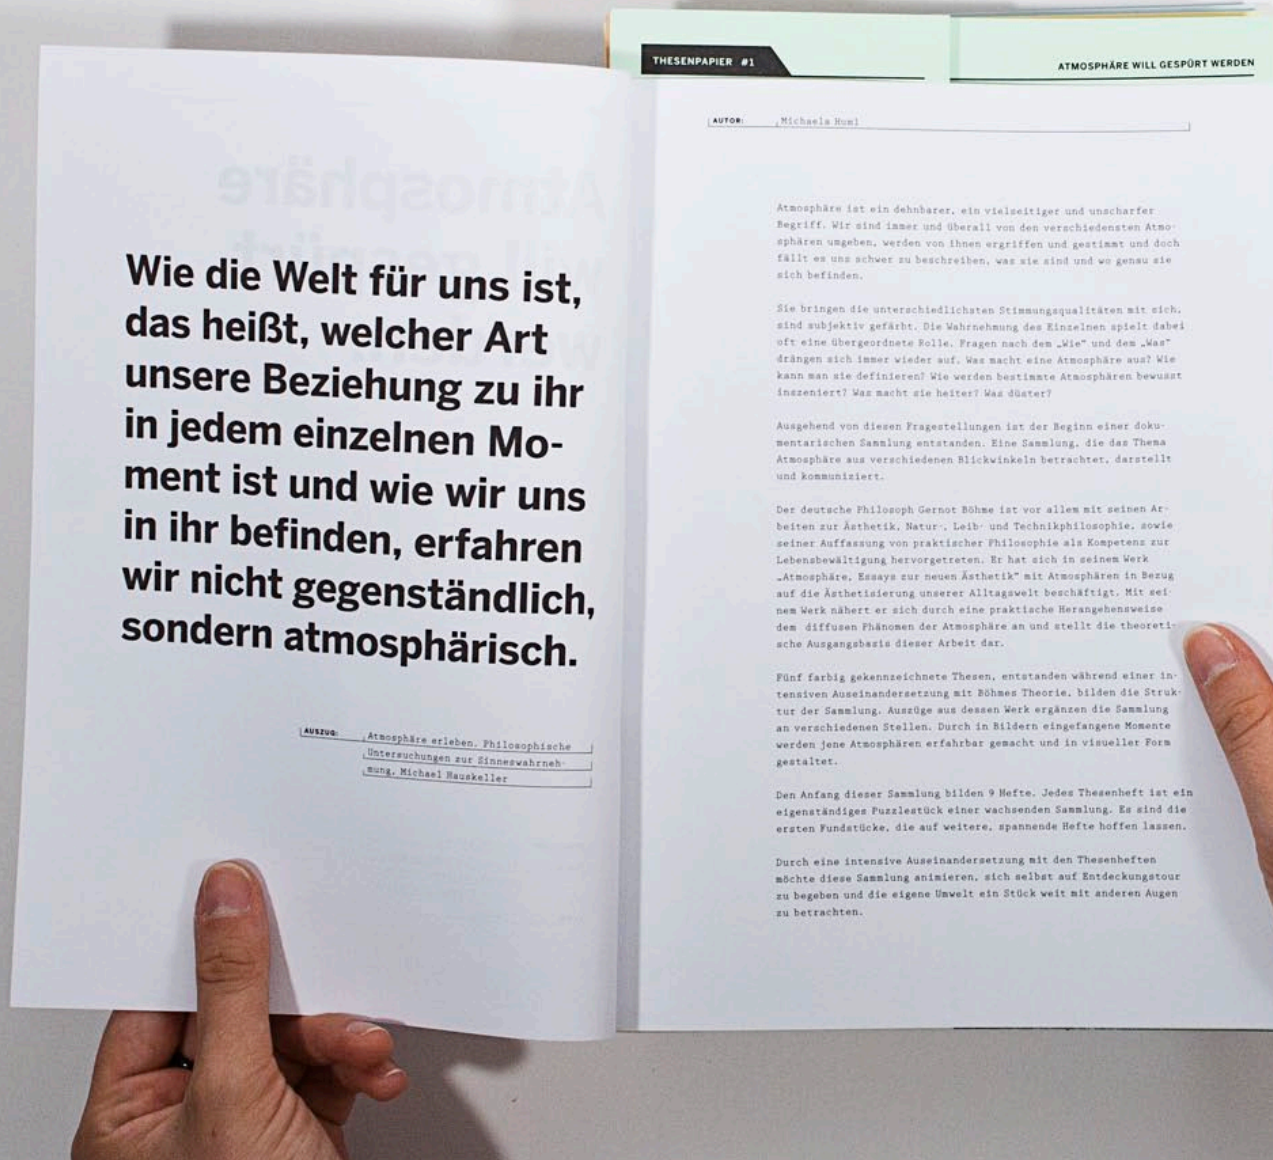 THESENPAPIER #1
ATMOSPHÄRE WILL GESPÜRT WERDEN
Wie die Welt für uns ist,
das heißt, welcher Art
unsere Beziehung zu ihr
in jedem einzelnen Mo-
ment ist und wie wir uns
in ihr befinden, erfahren
wir nicht gegenständlich,
sondern atmosphärisch.
AUSZUG: Atmosphäre erleben. Philosophische
Untersuchungen zur Sinneswahrneh-
mung, Michael Hauskeller
AUTOR: Michaela Huml
Atmosphäre ist ein dehnbarer, ein vielseitiger und unscharfer
Begriff. Wir sind immer und überall von den verschiedensten Atmo-
sphären umgeben, werden von ihnen ergriffen und gestimmt und doch
fällt es uns schwer zu beschreiben, was sie sind und wo genau sie
sich befinden.
Sie bringen die unterschiedlichsten Stimmungsqualitäten mit sich,
sind subjektiv gefärbt. Die Wahrnehmung des Einzelnen spielt dabei
oft eine übergeordnete Rolle. Fragen nach dem „Wie“ und dem „Was“
drängen sich immer wieder auf. Was macht eine Atmosphäre aus? Wie
kann man sie definieren? Wie werden bestimmte Atmosphären bewusst
inszeniert? Was macht sie heiter? Was düster?
Ausgehend von diesen Fragestellungen ist der Beginn einer doku-
mentarischen Sammlung entstanden. Eine Sammlung, die das Thema
Atmosphäre aus verschiedenen Blickwinkeln betrachtet, darstellt
und kommuniziert.
Der deutsche Philosoph Gernot Böhme ist vor allem mit seinen Ar-
beiten zur Ästhetik, Natur-, Leib- und Technikphilosophie, sowie
seiner Auffassung von praktischer Philosophie als Kompetenz zur
Lebensbewältigung hervorgetreten. Er hat sich in seinem Werk
„Atmosphäre, Essays zur neuen Ästhetik“ mit Atmosphären in Bezug
auf die Ästhetisierung unserer Alltagswelt beschäftigt. Mit sei-
nem Werk nähert er sich durch eine praktische Herangehensweise
dem diffusen Phänomen der Atmosphäre an und stellt die theoreti-
sche Ausgangsbasis dieser Arbeit dar.
Fünf farbig gekennzeichnete Thesen, entstanden während einer in-
tensiven Auseinandersetzung mit Böhmes Theorie, bilden die Struk-
tur der Sammlung. Auszüge aus dessen Werk ergänzen die Sammlung
an verschiedenen Stellen. Durch in Bildern eingefangene Momente
werden jene Atmosphären erfahrbar gemacht und in visueller Form
gestaltet.
Den Anfang dieser Sammlung bilden 9 Hefte. Jedes Thesenheft ist ein
eigenständiges Puzzlestück einer wachsenden Sammlung. Es sind die
ersten Fundstücke, die auf weitere, spannende Hefte hoffen lassen.
Durch eine intensive Auseinandersetzung mit den Thesenheften
möchte diese Sammlung animieren, sich selbst auf Entdeckungstour
zu begeben und die eigene Umwelt ein Stück weit mit anderen Augen
zu betrachten.